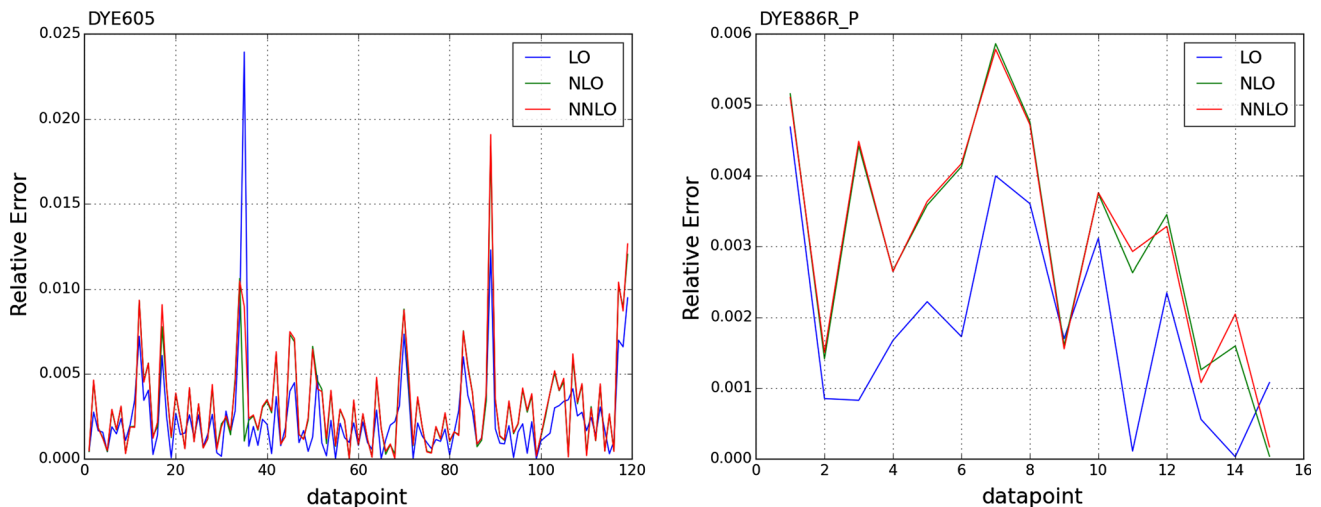 DYE605
0.025
0.020
0.015
0.010
0.005
0.000
Relative Error
0 20 40 60 80 100 120
datapoint
LO
NLO
NNLO
DYE886R_P
0.006
0.005
0.004
0.003
0.002
0.001
0.000
Relative Error
0 2 4 6 8 10 12 14 16
datapoint
LO
NLO
NNLO